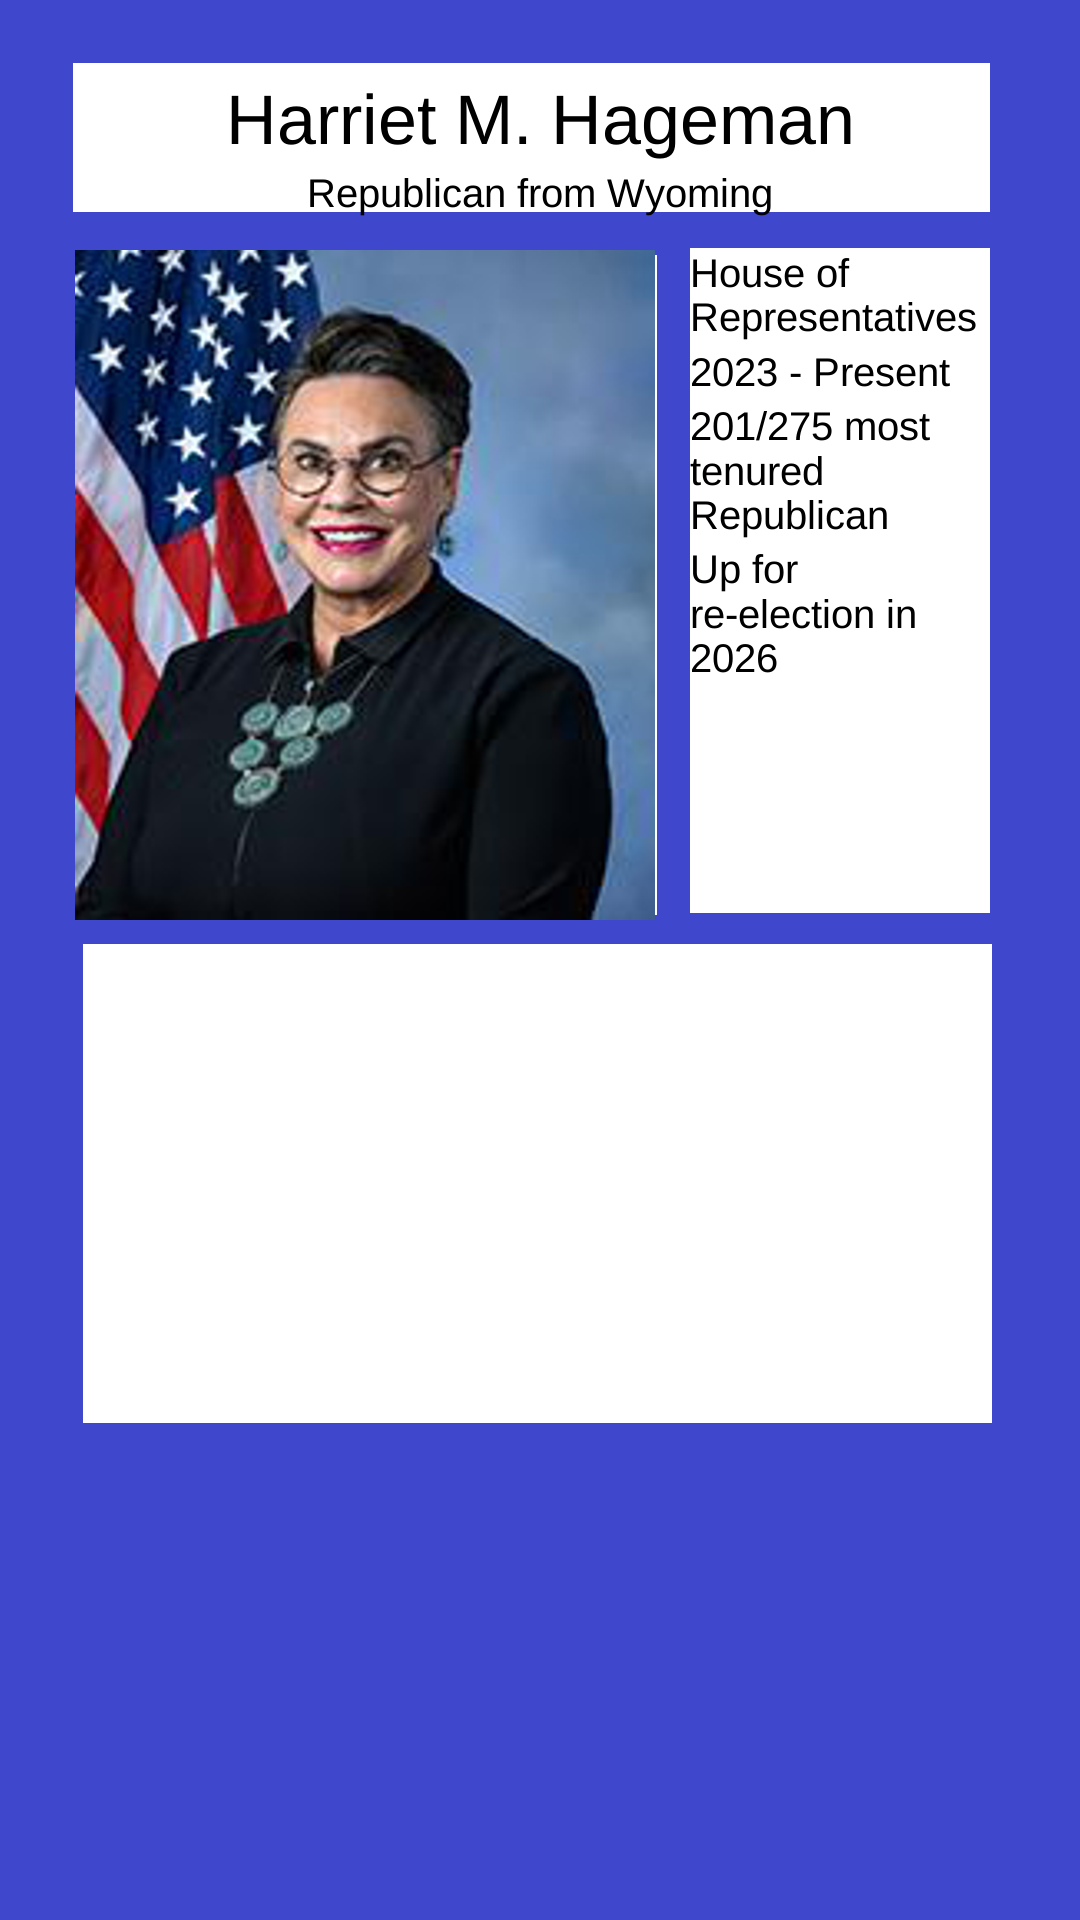 Harriet M. Hageman
Republican from Wyoming
House of
Representatives
2023 - Present
201/275 most
tenured
Republican
Up for
re-election in
2026